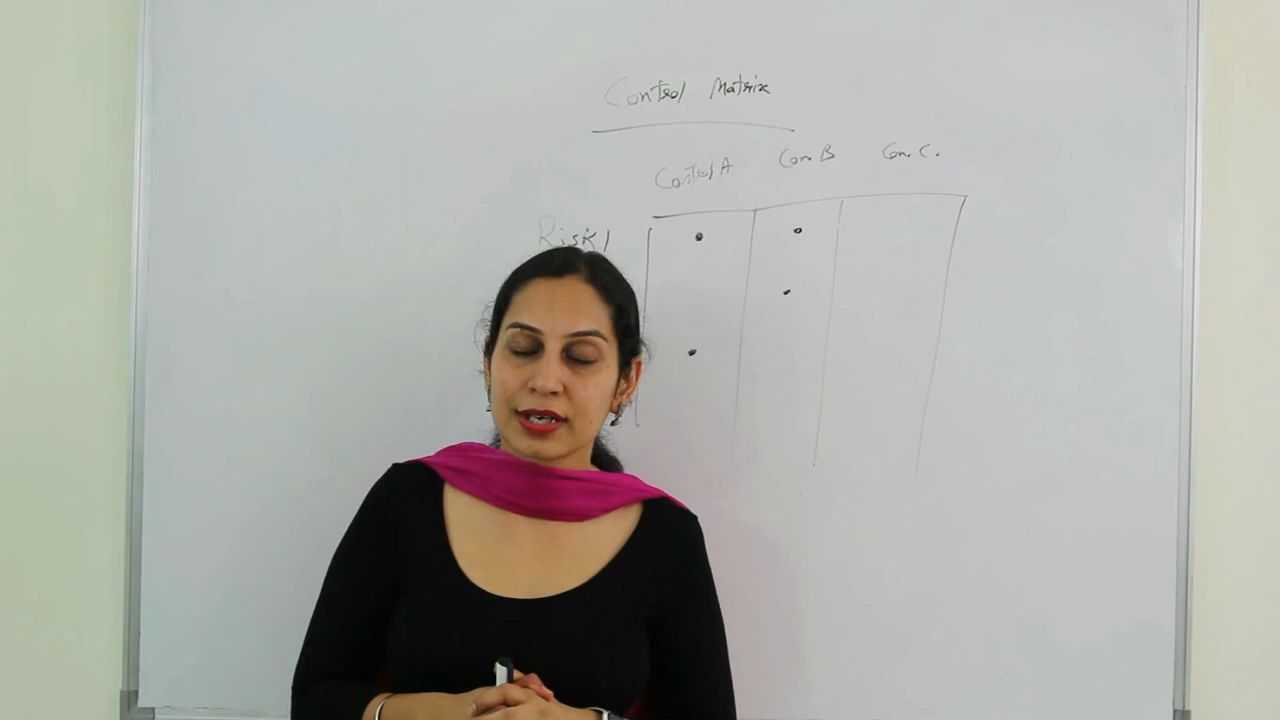 Control Matrix
Control A Con. B Con. C.
Risk 1